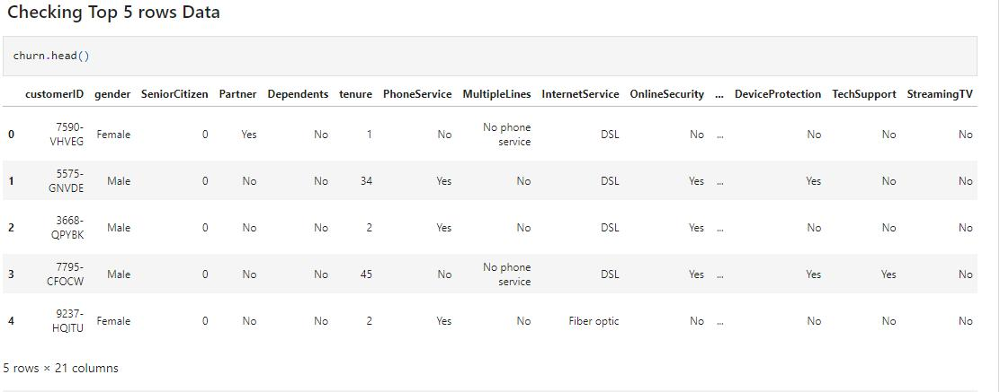 Checking Top 5 rows Data
churn.head()
customerID gender SeniorCitizen Partner Dependents tenure PhoneService MultipleLines InternetService OnlineSecurity ... DeviceProtection TechSupport StreamingTV
0 7590-VHVEG Female 0 Yes No 1 No No phone service DSL No ... No No No
1 5575-GNVDE Male 0 No No 34 Yes No DSL Yes ... Yes No No
2 3668-QPYBK Male 0 No No 2 Yes No DSL Yes ... No No No
3 7795-CFOCW Male 0 No No 45 No No phone service DSL Yes ... Yes Yes No
4 9237-HQITU Female 0 No No 2 Yes No Fiber optic No ... No No No
5 rows × 21 columns